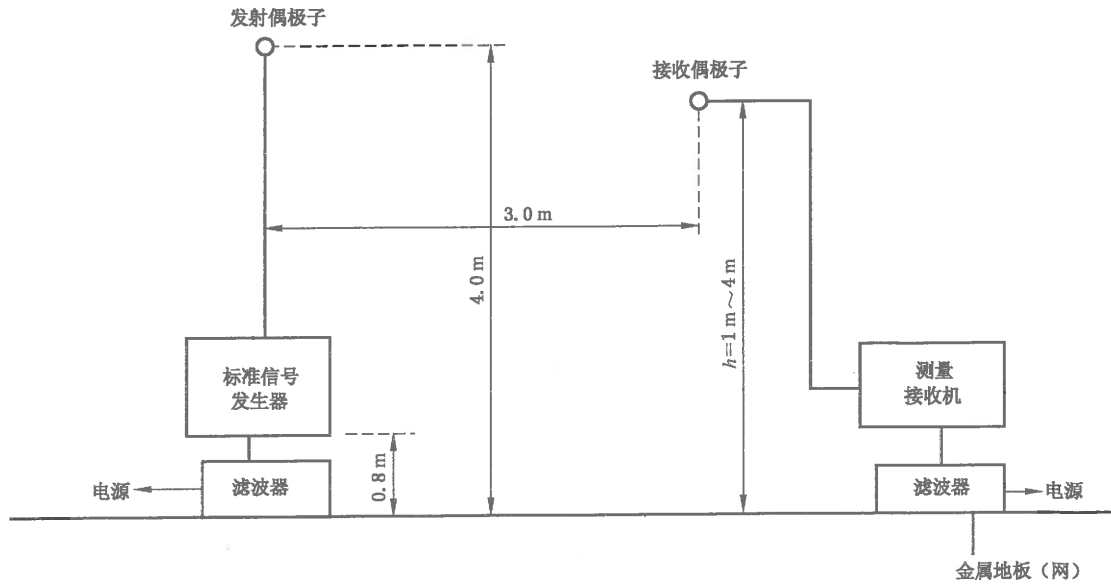 发射偶极子
接收偶极子
3.0 m
4.0 m
h=1 m～4 m
标准信号
发生器
测量
接收机
0.8 m
电源
滤波器
滤波器
电源
金属地板（网）